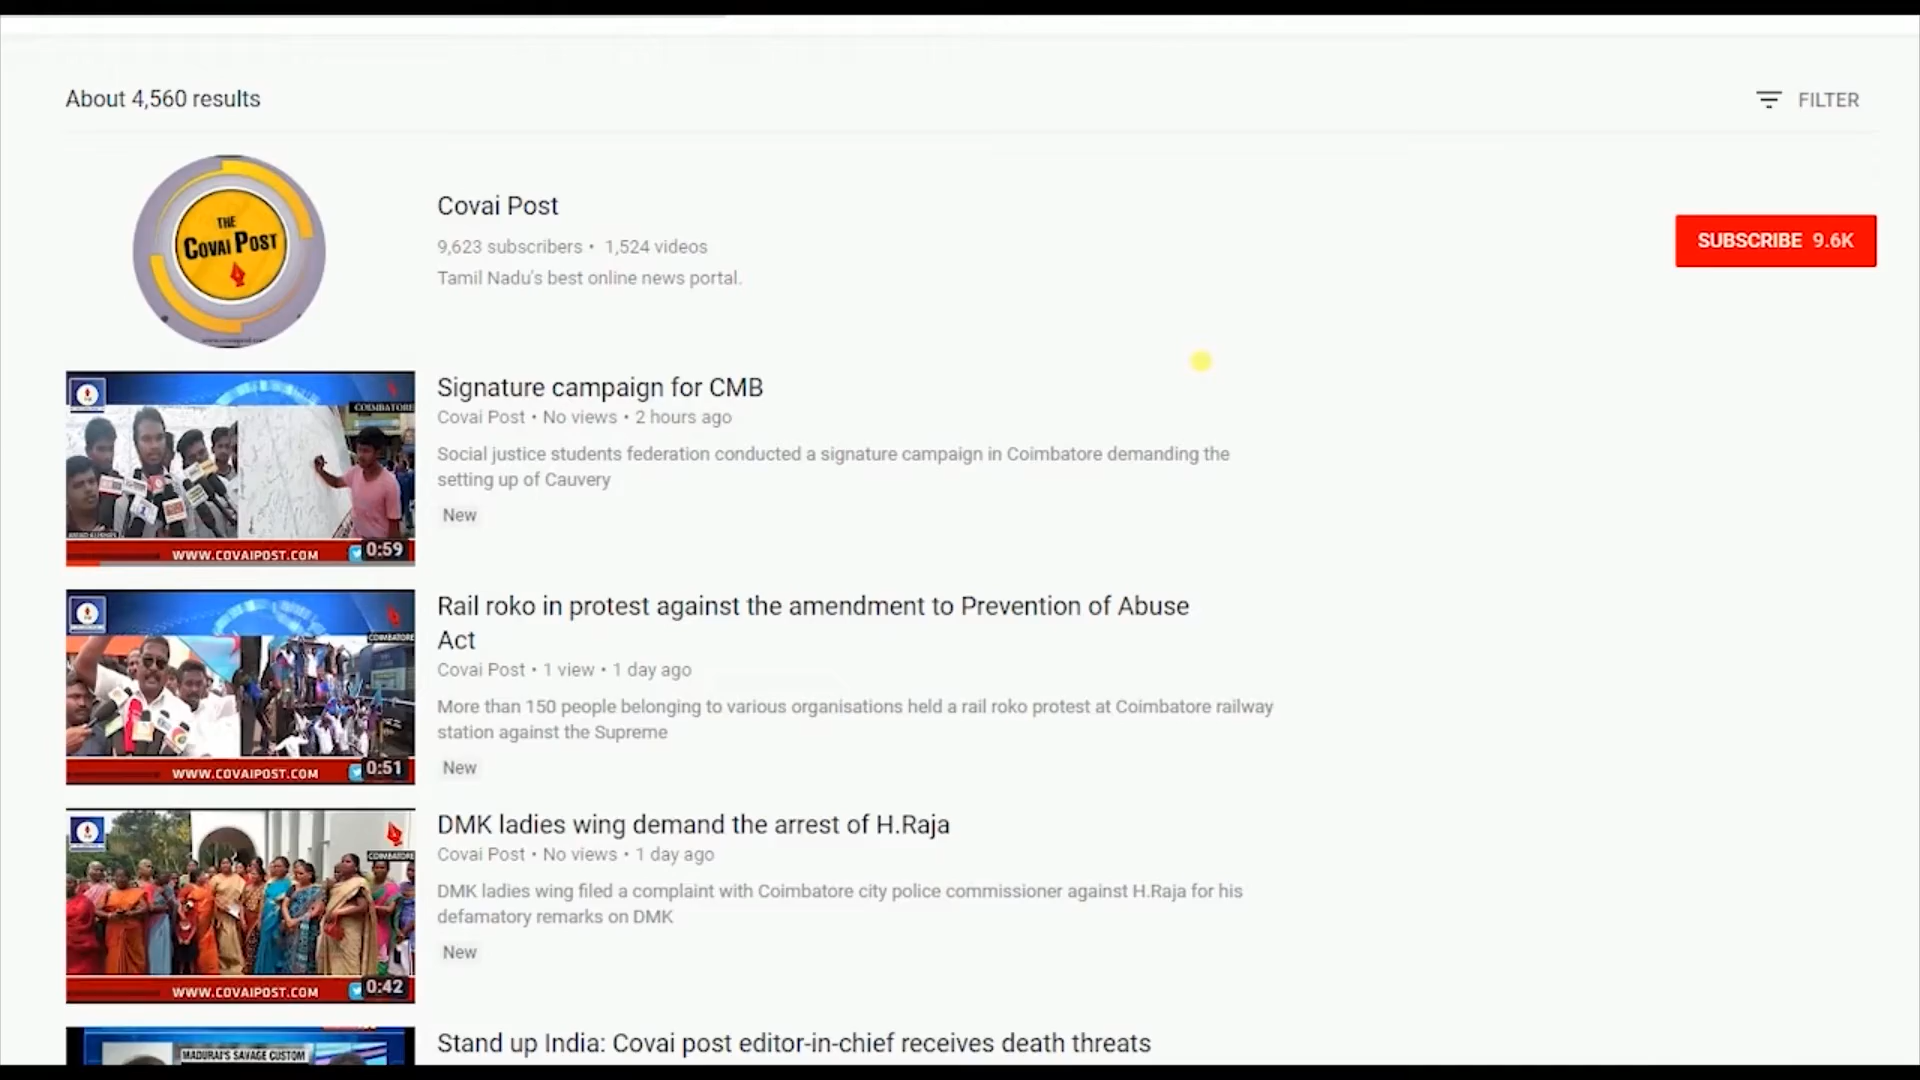 About 4,560 results
FILTER
THE
COVAI POST
Covai Post
9,623 subscribers • 1,524 videos
Tamil Nadu's best online news portal.
SUBSCRIBE 9.6K
COIMBATORE
WWW.COVAIPOST.COM
0:59
Signature campaign for CMB
Covai Post • No views • 2 hours ago
Social justice students federation conducted a signature campaign in Coimbatore demanding the
setting up of Cauvery
New
COIMBATORE
WWW.COVAIPOST.COM
0:51
Rail roko in protest against the amendment to Prevention of Abuse
Act
Covai Post • 1 view • 1 day ago
More than 150 people belonging to various organisations held a rail roko protest at Coimbatore railway
station against the Supreme
New
COIMBATORE
WWW.COVAIPOST.COM
0:42
DMK ladies wing demand the arrest of H.Raja
Covai Post • No views • 1 day ago
DMK ladies wing filed a complaint with Coimbatore city police commissioner against H.Raja for his
defamatory remarks on DMK
New
MADURAI'S SAVAGE CUSTOM
Stand up India: Covai post editor-in-chief receives death threats